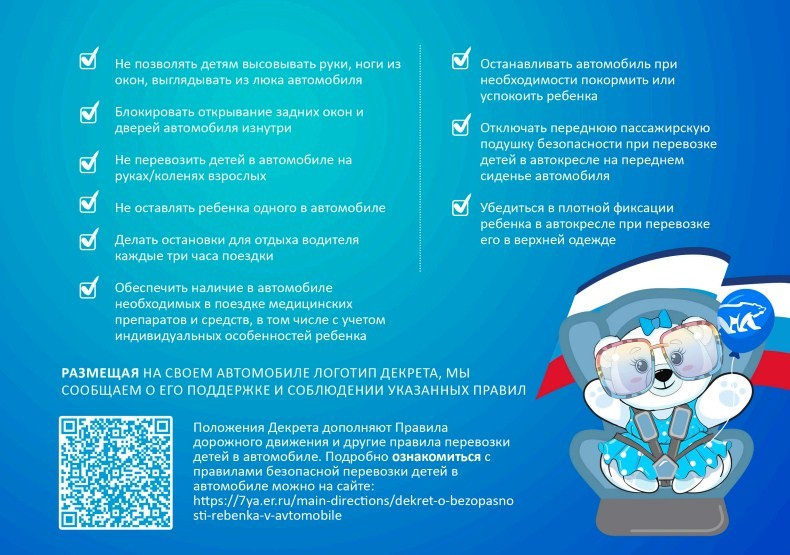 Не позволять детям высовывать руки, ноги из
окон, выглядывать из люка автомобиля
Блокировать открывание задних окон и
дверей автомобиля изнутри
Не перевозить детей в автомобиле на
руках/коленях взрослых
Не оставлять ребенка одного в автомобиле
Делать остановки для отдыха водителя
каждые три часа поездки
Обеспечить наличие в автомобиле
необходимых в поездке медицинских
препаратов и средств, в том числе с учетом
индивидуальных особенностей ребенка
Останавливать автомобиль при
необходимости покормить или
успокоить ребенка
Отключать переднюю пассажирскую
подушку безопасности при перевозке
детей в автокресле на переднем
сиденье автомобиля
Убедиться в плотной фиксации
ребенка в автокресле при перевозке
его в верхней одежде
РАЗМЕЩАЯ НА СВОЕМ АВТОМОБИЛЕ ЛОГОТИП ДЕКРЕТА, МЫ
СООБЩАЕМ О ЕГО ПОДДЕРЖКЕ И СОБЛЮДЕНИИ УКАЗАННЫХ ПРАВИЛ
Положения Декрета дополняют Правила
дорожного движения и другие правила перевозки
детей в автомобиле. Подробно ознакомиться с
правилами безопасной перевозки детей в
автомобиле можно на сайте:
https://7ya.er.ru/main-directions/dekret-o-bezopasno
sti-rebenka-v-avtomobile